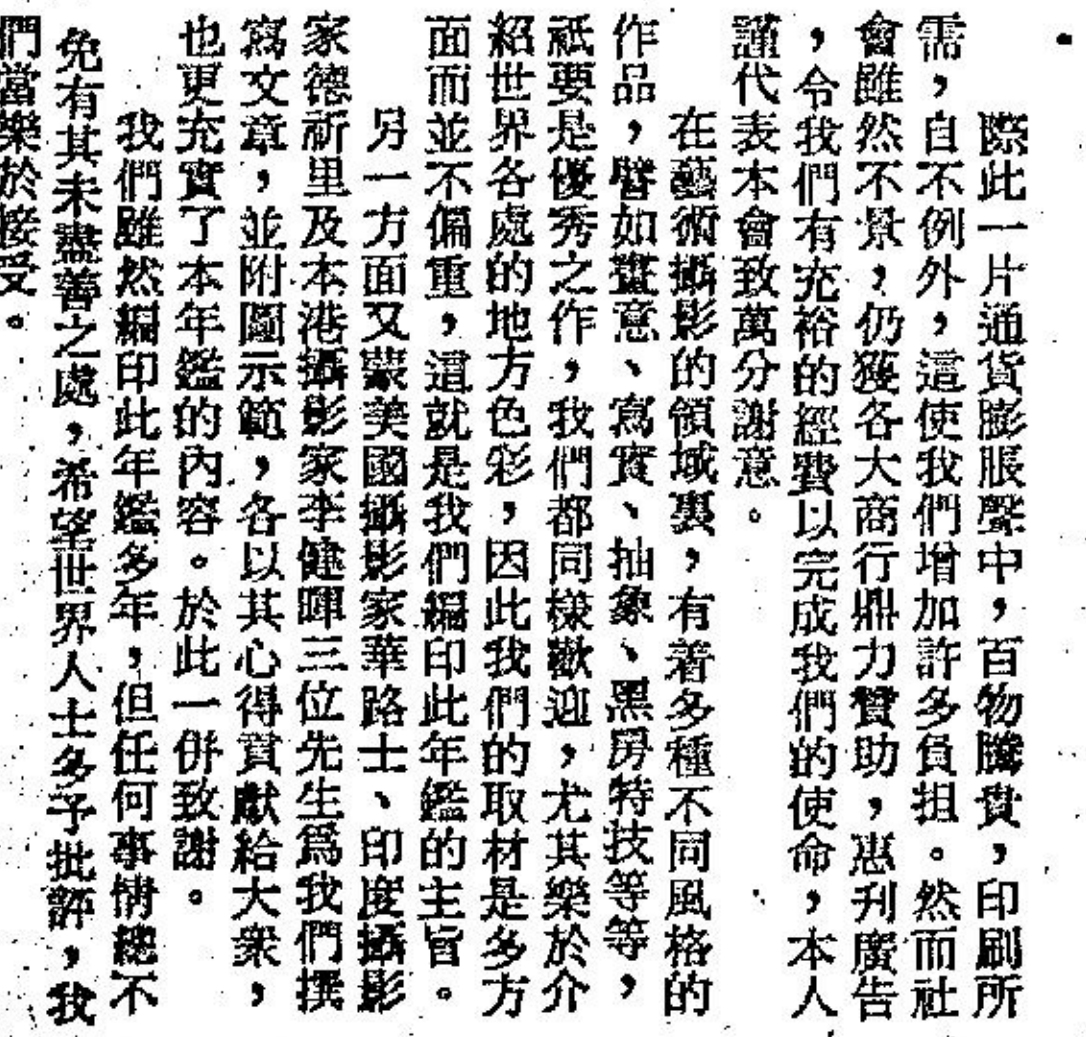 際此一片通貨膨脹聲中，百物騰貴，印刷所
需，自不例外，這使我們增加許多負担。然而社
會雖然不景，仍獲各大商行鼎力贊助，惠刋廣告
，令我們有充裕的經費以完成我們的使命，本人
謹代表本會致萬分謝意。
在藝術攝影的領域裏，有着多種不同風格的
作品，譬如畫意、寫實、抽象、黑房特技等等，
祇要是優秀之作，我們都同樣歡迎，尤其樂於介
紹世界各處的地方色彩，因此我們的取材是多方
面而並不偏重，這就是我們編印此年鑑的主旨。
另一方面又蒙美國攝影家華路士、印度攝影
家德祈里及本港攝影家李健暉三位先生爲我們撰
寫文章，並附圖示範，各以其心得貢獻給大衆，
也更充實了本年鑑的內容。於此一併致謝。
我們雖然編印此年鑑多年，但任何事情總不
免有其未盡善之處，希望世界人士多予批評，我
們當樂於接受。